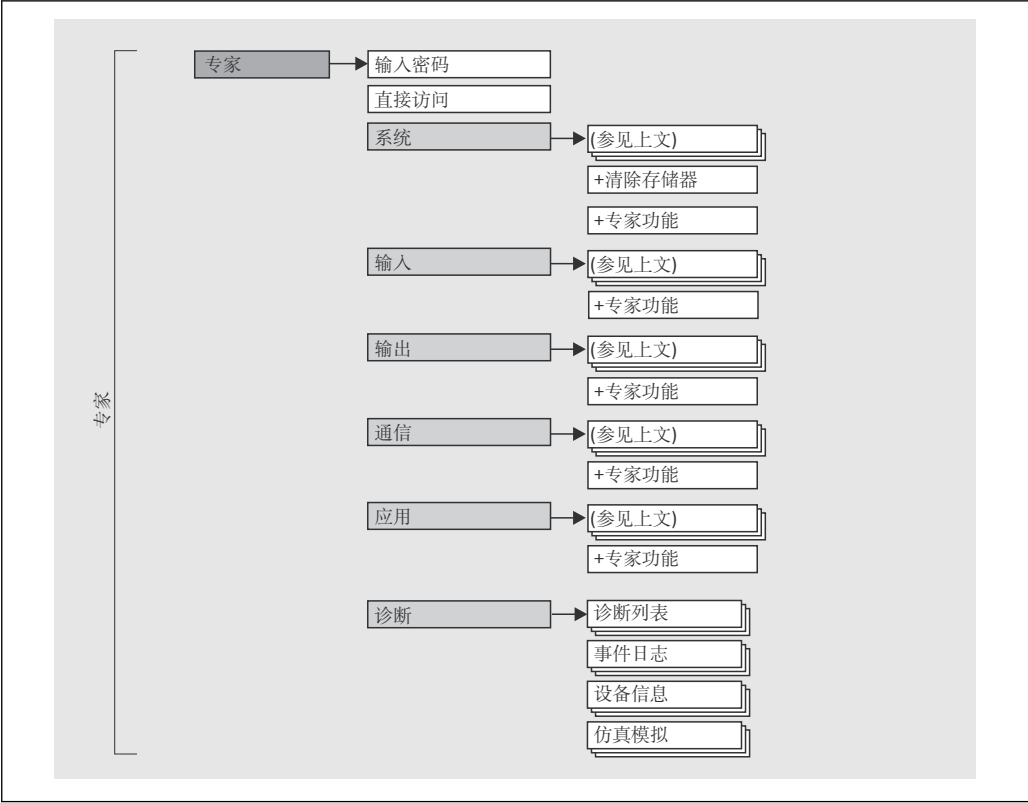 专家
输入密码
直接访问
系统
(参见上文)
+清除存储器
+专家功能
输入
(参见上文)
+专家功能
输出
(参见上文)
+专家功能
专家
通信
(参见上文)
+专家功能
应用
(参见上文)
+专家功能
诊断
诊断列表
事件日志
设备信息
仿真模拟